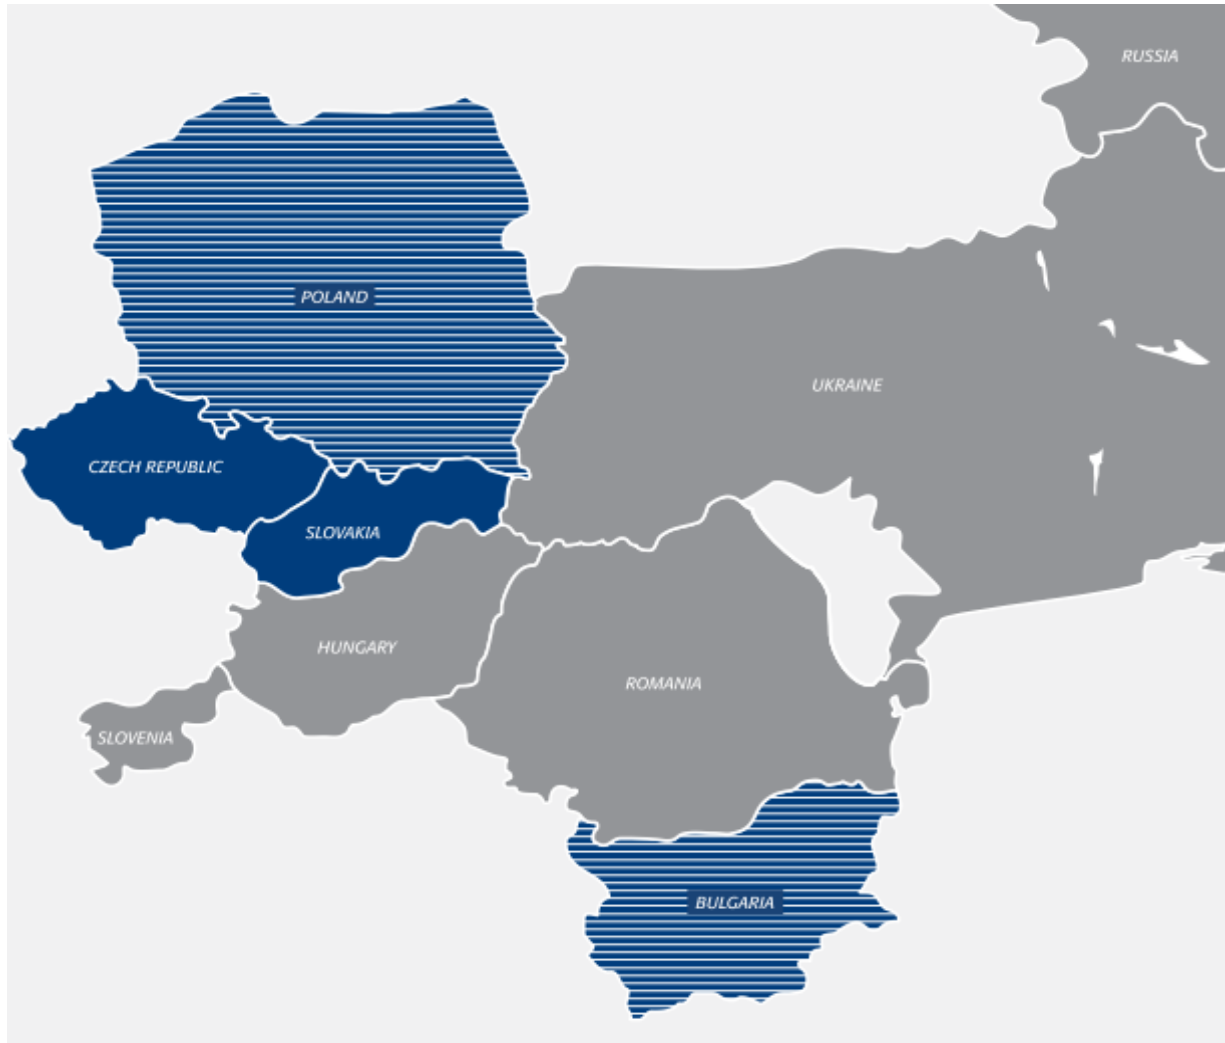 RUSSIA
POLAND
UKRAINE
CZECH REPUBLIC
SLOVAKIA
HUNGARY
ROMANIA
SLOVENIA
BULGARIA